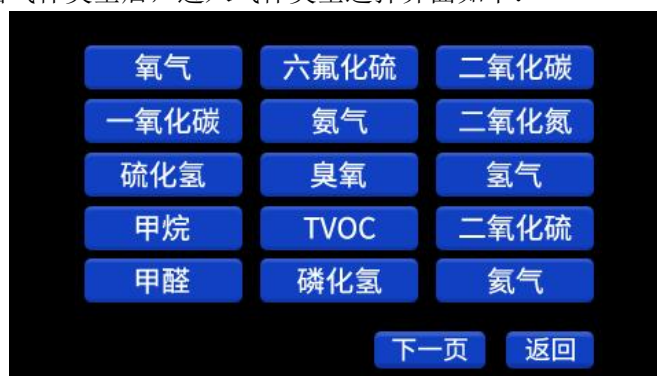 氧气 六氟化硫 二氧化碳
一氧化碳 氨气 二氧化氮
硫化氢 臭氧 氢气
甲烷 TVOC 二氧化硫
甲醛 磷化氢 氦气
下一页 返回